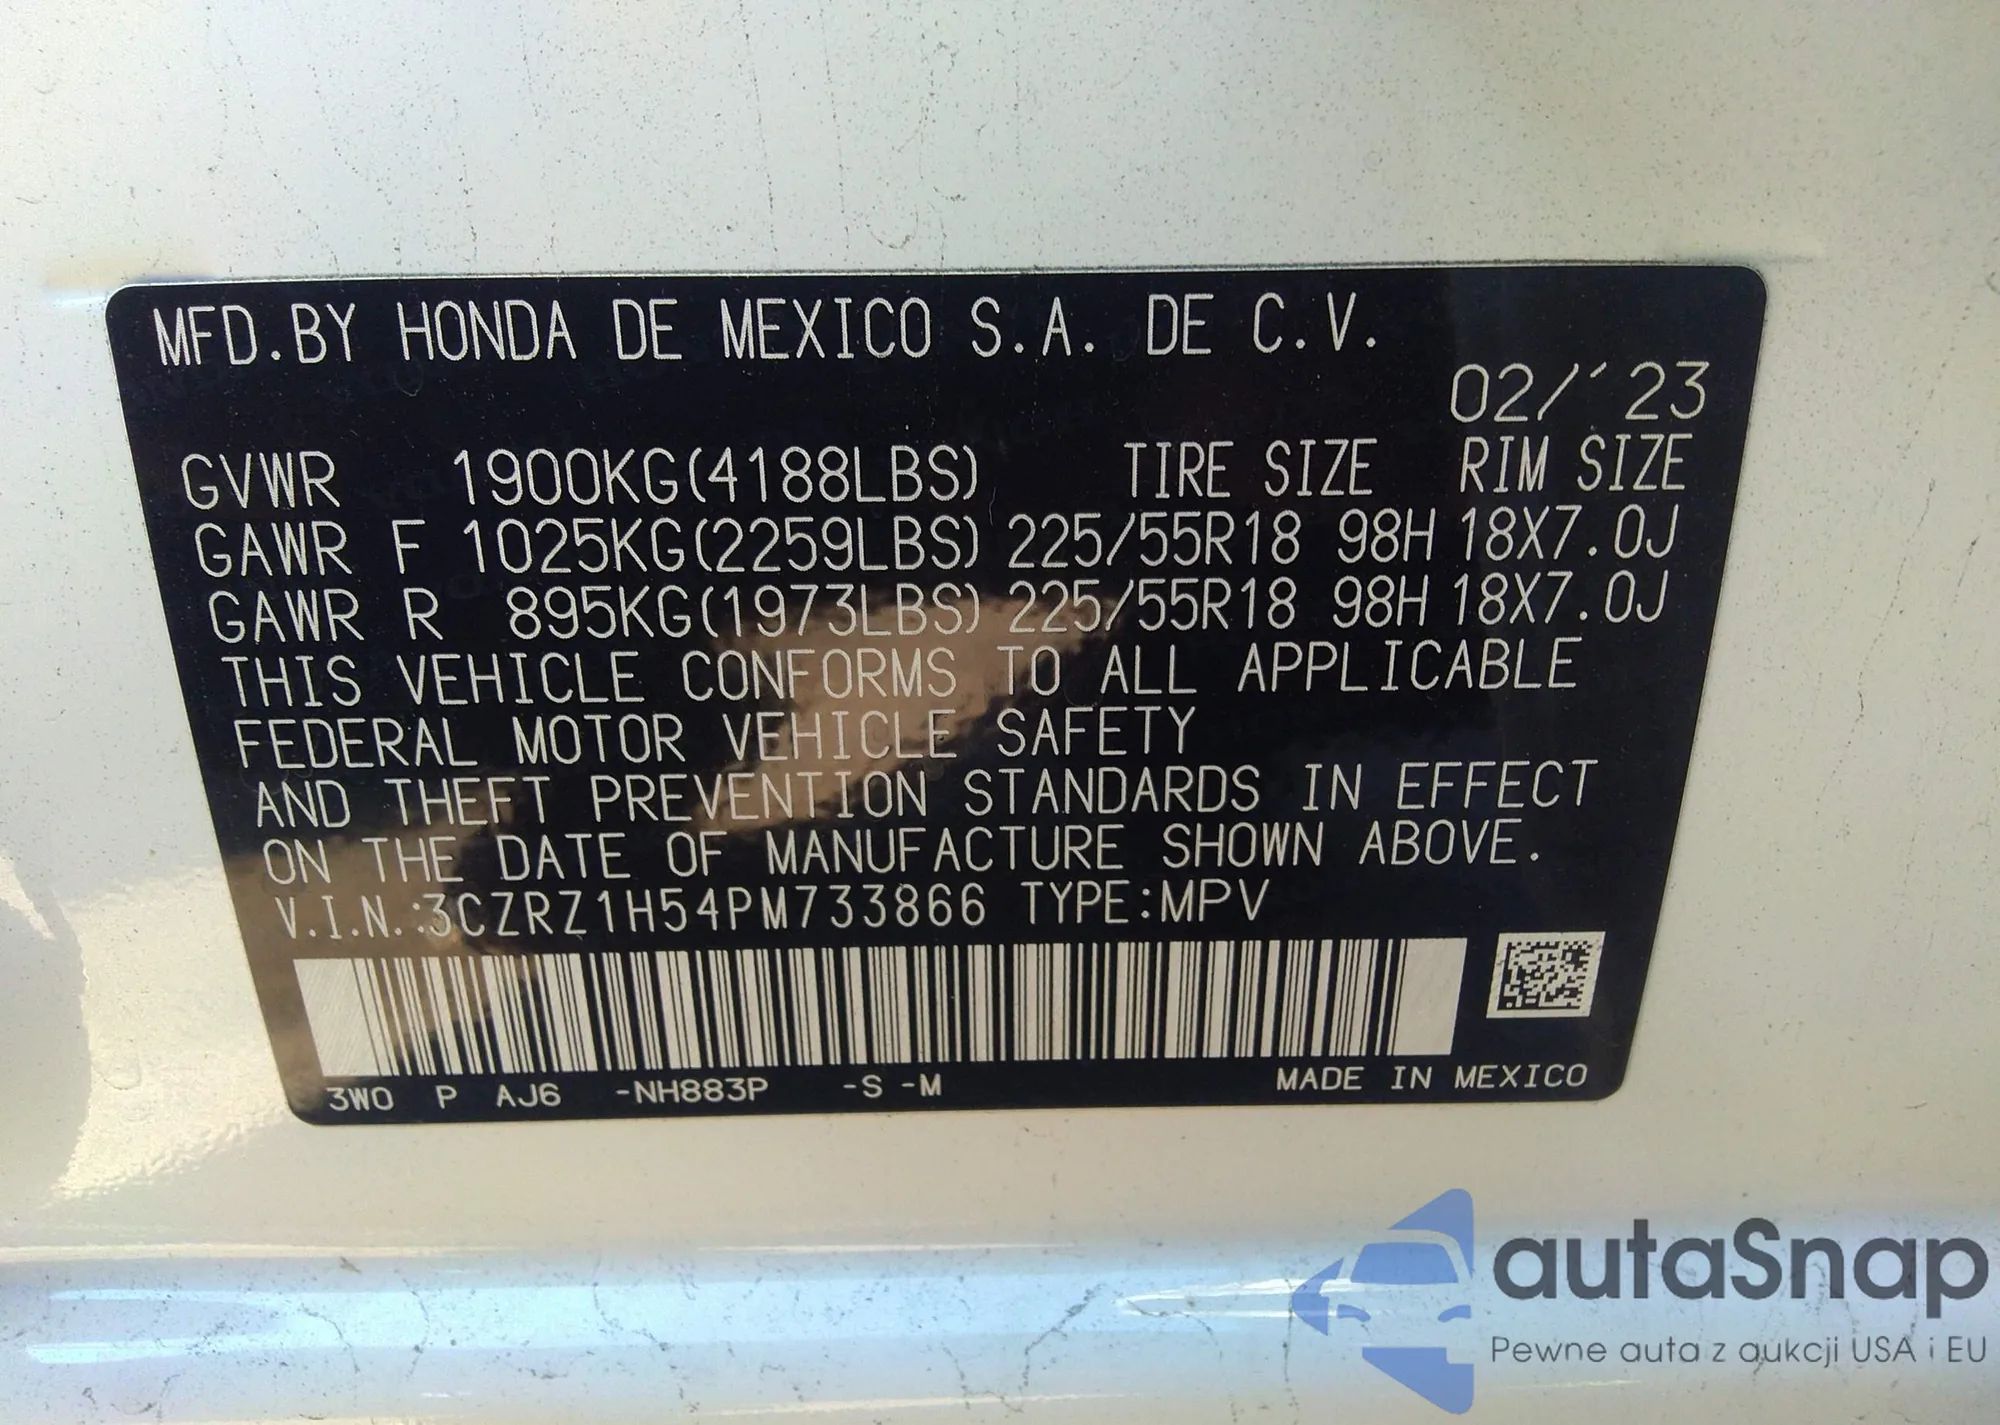 MFD.BY HONDA DE MEXICO S.A. DE C.V.
02/'23
GVWR 1900KG(4188LBS) TIRE SIZE RIM SIZE
GAWR F 1025KG(2259LBS) 225/55R18 98H 18X7.0J
GAWR R 895KG(1973LBS) 225/55R18 98H 18X7.0J
THIS VEHICLE CONFORMS TO ALL APPLICABLE
FEDERAL MOTOR VEHICLE SAFETY
AND THEFT PREVENTION STANDARDS IN EFFECT
ON THE DATE OF MANUFACTURE SHOWN ABOVE.
V.I.N.:3CZRZ1H54PM733866 TYPE:MPV
3W0 P AJ6 -NH883P -S -M MADE IN MEXICO
autaSnap
Pewne auta z aukcji USA i EU